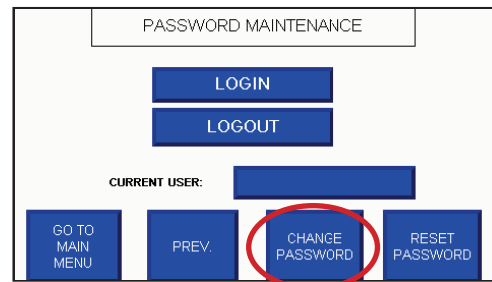 PASSWORD MAINTENANCE
LOGIN
LOGOUT
CURRENT USER:
GO TO
MAIN
MENU
PREV.
CHANGE
PASSWORD
RESET
PASSWORD